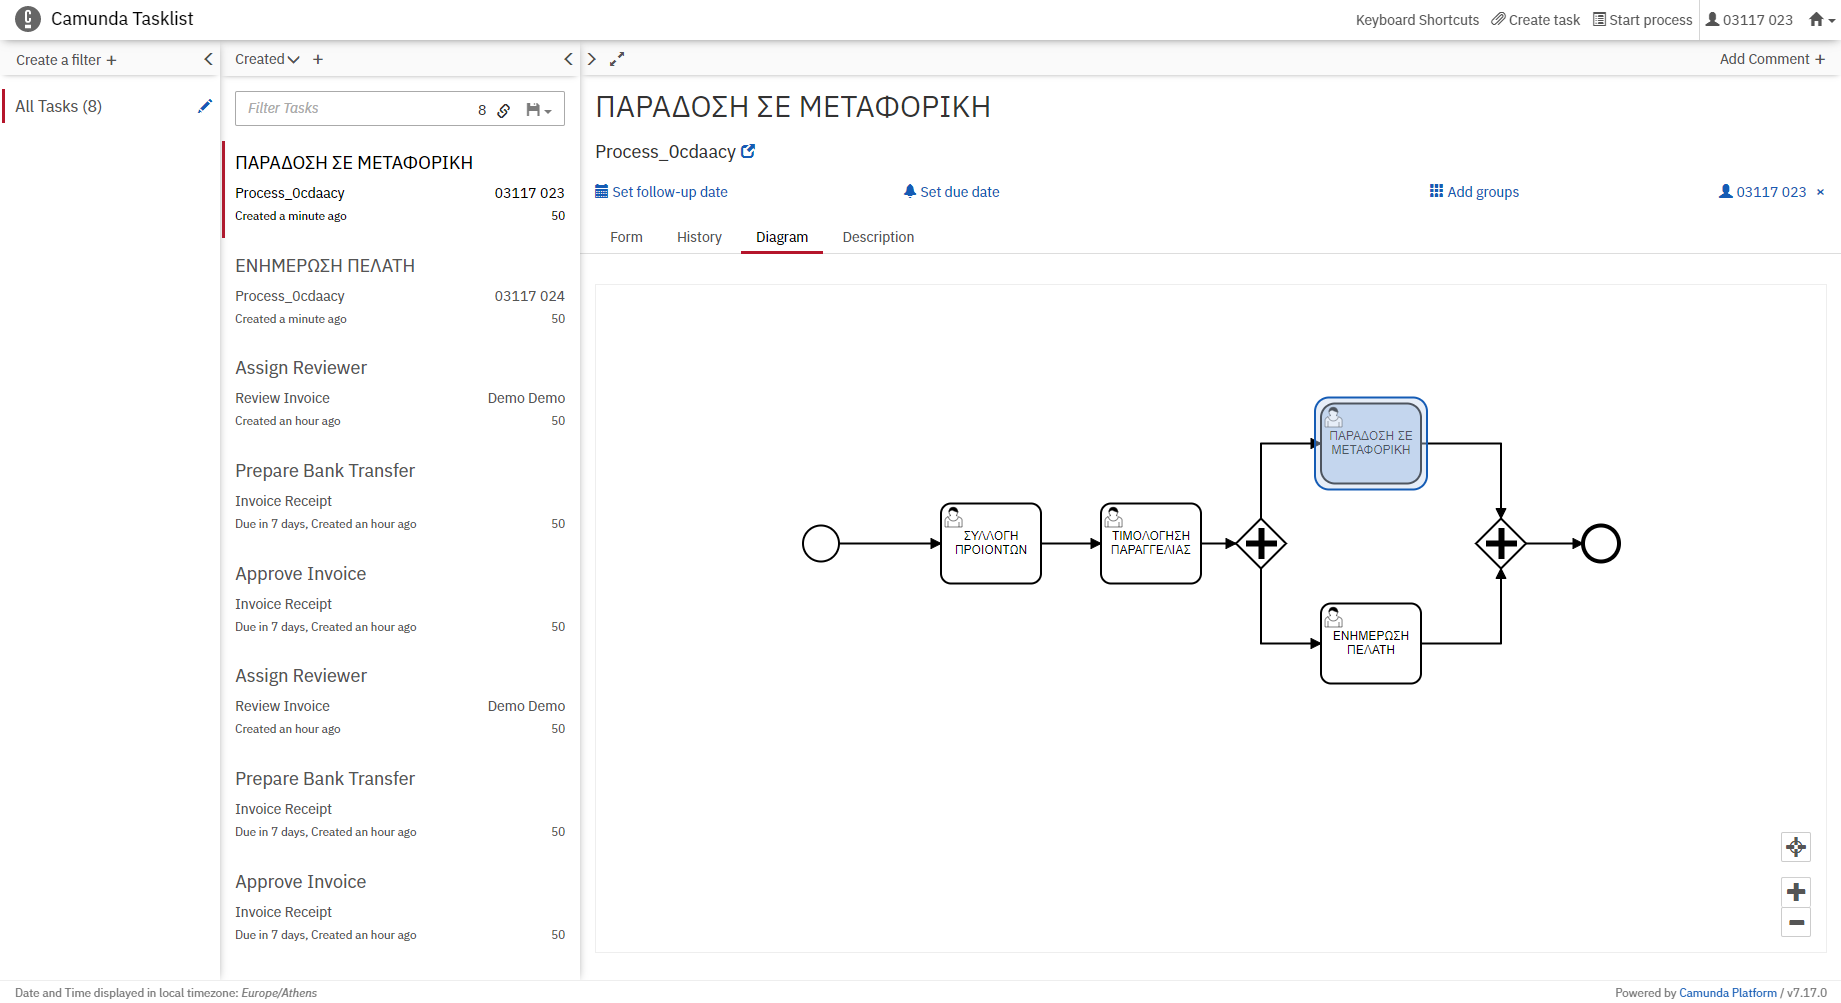 Camunda Tasklist
Keyboard Shortcuts Create task Start process 03117 023
Create a filter +
Created +
Add Comment +
All Tasks (8)
Filter Tasks 8
ΠΑΡΑΔΟΣΗ ΣΕ ΜΕΤΑΦΟΡΙΚΗ
Process_0cdaacy 03117 023
Created a minute ago 50
ΕΝΗΜΕΡΩΣΗ ΠΕΛΑΤΗ
Process_0cdaacy 03117 024
Created a minute ago 50
Assign Reviewer
Review Invoice Demo Demo
Created an hour ago 50
Prepare Bank Transfer
Invoice Receipt
Due in 7 days, Created an hour ago 50
Approve Invoice
Invoice Receipt
Due in 7 days, Created an hour ago 50
Assign Reviewer
Review Invoice Demo Demo
Created an hour ago 50
Prepare Bank Transfer
Invoice Receipt
Due in 7 days, Created an hour ago 50
Approve Invoice
Invoice Receipt
Due in 7 days, Created an hour ago 50
ΠΑΡΑΔΟΣΗ ΣΕ ΜΕΤΑΦΟΡΙΚΗ
Process_0cdaacy
Set follow-up date Set due date Add groups 03117 023 ×
Form History Diagram Description
ΣΥΛΛΟΓΗ
ΠΡΟΙΟΝΤΩΝ
ΤΙΜΟΛΟΓΗΣΗ
ΠΑΡΑΓΓΕΛΙΑΣ
ΠΑΡΑΔΟΣΗ ΣΕ
ΜΕΤΑΦΟΡΙΚΗ
ΕΝΗΜΕΡΩΣΗ
ΠΕΛΑΤΗ
Date and Time displayed in local timezone: Europe/Athens
Powered by Camunda Platform / v7.17.0